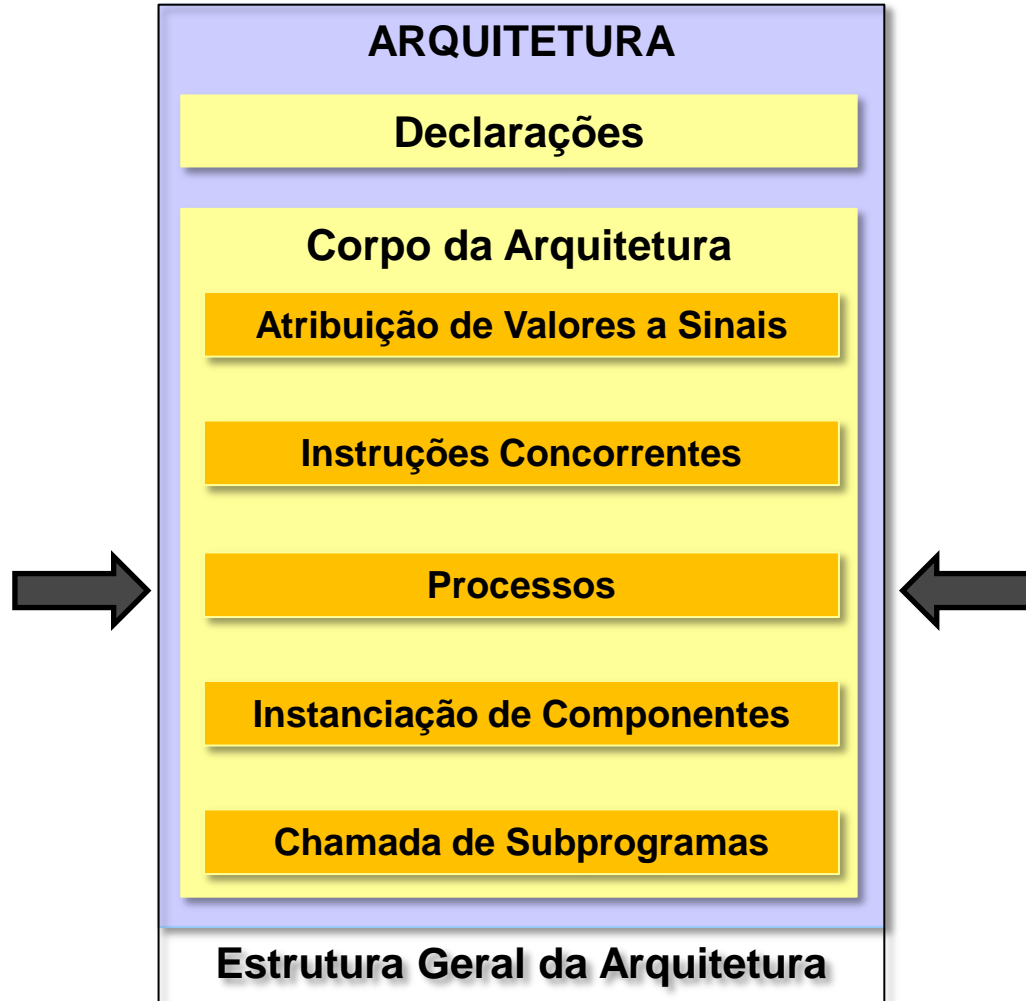 ARQUITETURA
Declarações
Corpo da Arquitetura
Atribuição de Valores a Sinais
Instruções Concorrentes
Processos
Instanciação de Componentes
Chamada de Subprogramas
Estrutura Geral da Arquitetura